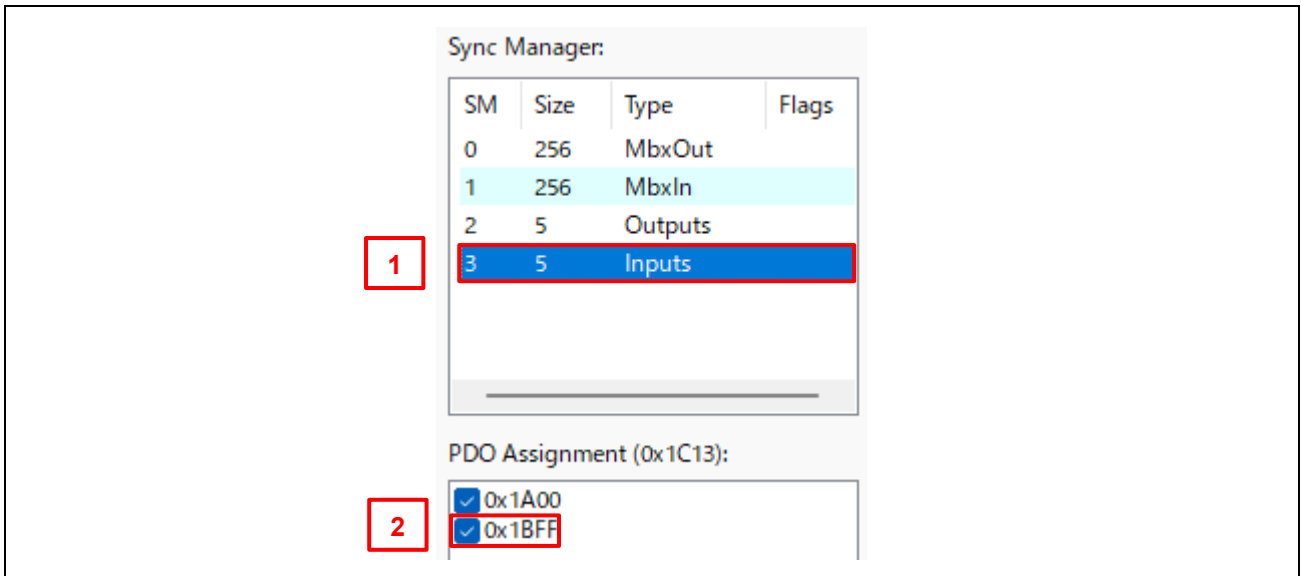 Sync Manager:
SM Size Type Flags
0 256 MbxOut
1 256 MbxIn
2 5 Outputs
1 3 5 Inputs
PDO Assignment (0x1C13):
0x1A00
2 0x1BFF